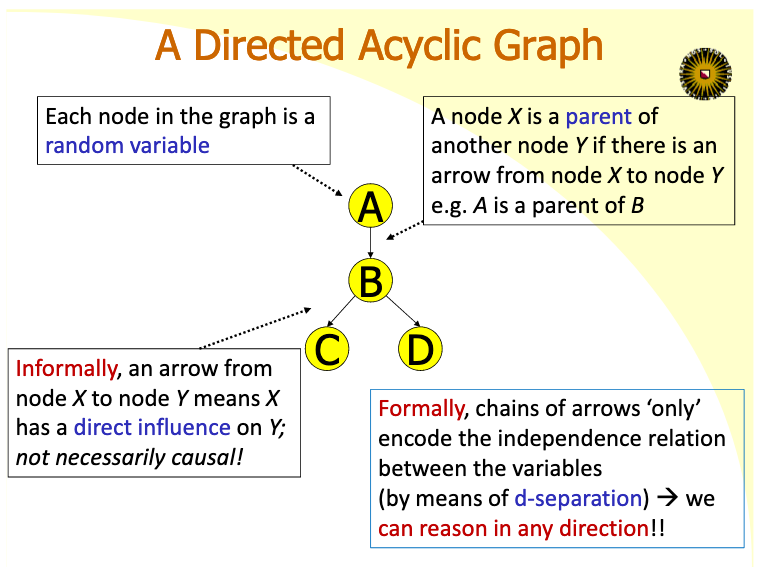 A Directed Acyclic Graph
Each node in the graph is a
random variable
A node X is a parent of
another node Y if there is an
arrow from node X to node Y
e.g. A is a parent of B
A
B
C
D
Informally, an arrow from
node X to node Y means X
has a direct influence on Y;
not necessarily causal!
Formally, chains of arrows ‘only’
encode the independence relation
between the variables
(by means of d-separation) → we
can reason in any direction!!